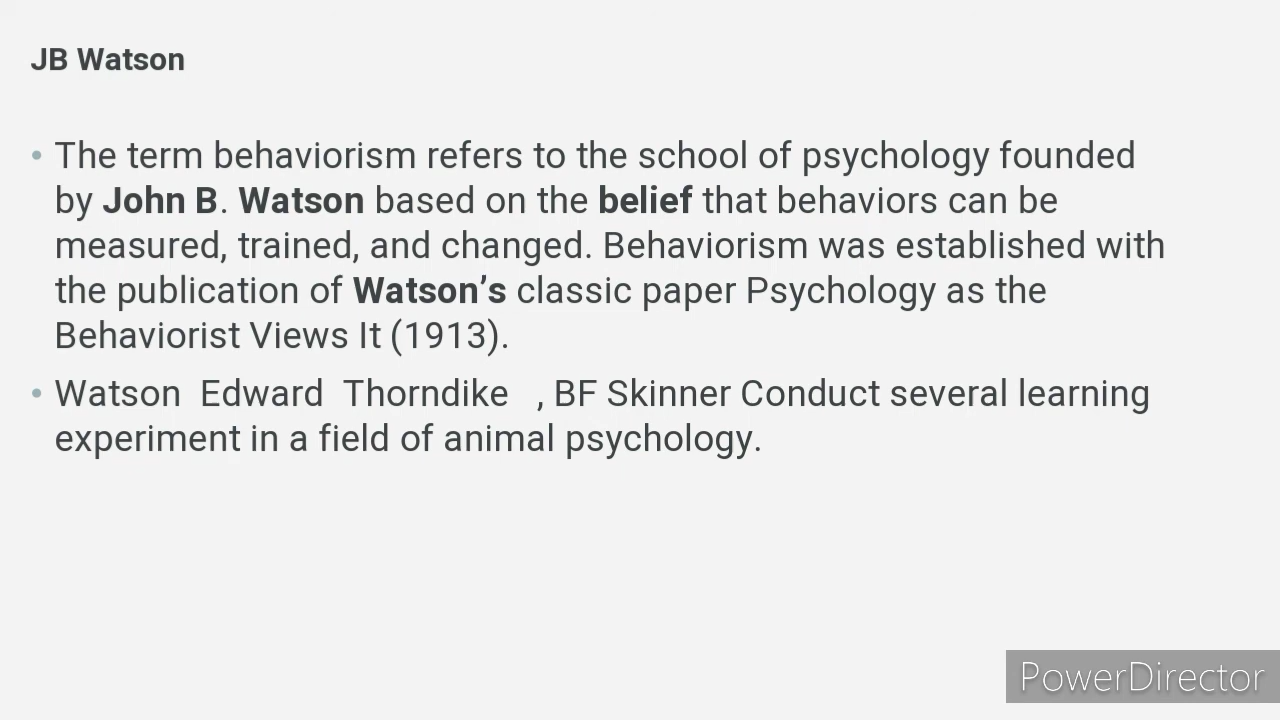 JB Watson
• The term behaviorism refers to the school of psychology founded
by John B. Watson based on the belief that behaviors can be
measured, trained, and changed. Behaviorism was established with
the publication of Watson’s classic paper Psychology as the
Behaviorist Views It (1913).
• Watson  Edward  Thorndike   , BF Skinner Conduct several learning
experiment in a field of animal psychology.
PowerDirector